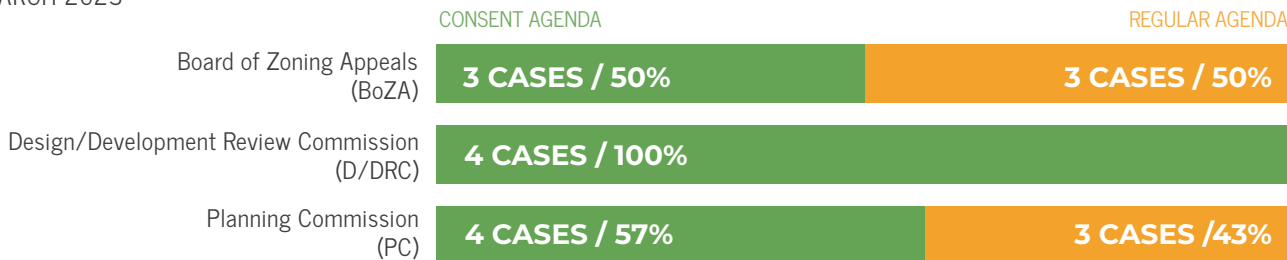 CONSENT AGENDA REGULAR AGENDA
Board of Zoning Appeals
(BoZA)
3 CASES / 50% 3 CASES / 50%
Design/Development Review Commission
(D/DRC)
4 CASES / 100%
Planning Commission
(PC)
4 CASES / 57% 3 CASES /43%